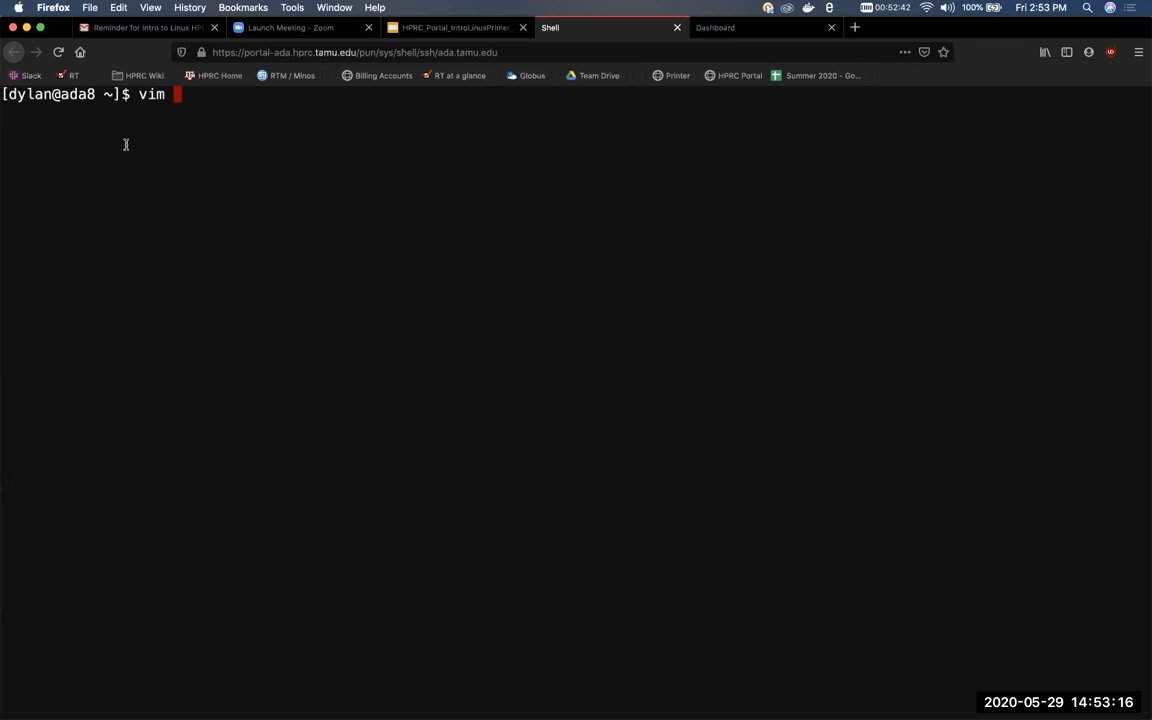 Firefox File Edit View History Bookmarks Tools Window Help 00:52:42 100% Fri 2:53 PM
Reminder for Intro to Linux HP Launch Meeting - Zoom HPRC_Portal_IntroLinuxPrimer_ Shell Dashboard
https://portal-ada.hprc.tamu.edu/pun/sys/shell/ssh/ada.tamu.edu
Slack RT HPRC Wiki HPRC Home RTM / Minos Billing Accounts RT at a glance Globus Team Drive Printer HPRC Portal Summer 2020 - Go...
[dylan@ada8 ~]$ vim
2020-05-29 14:53:16